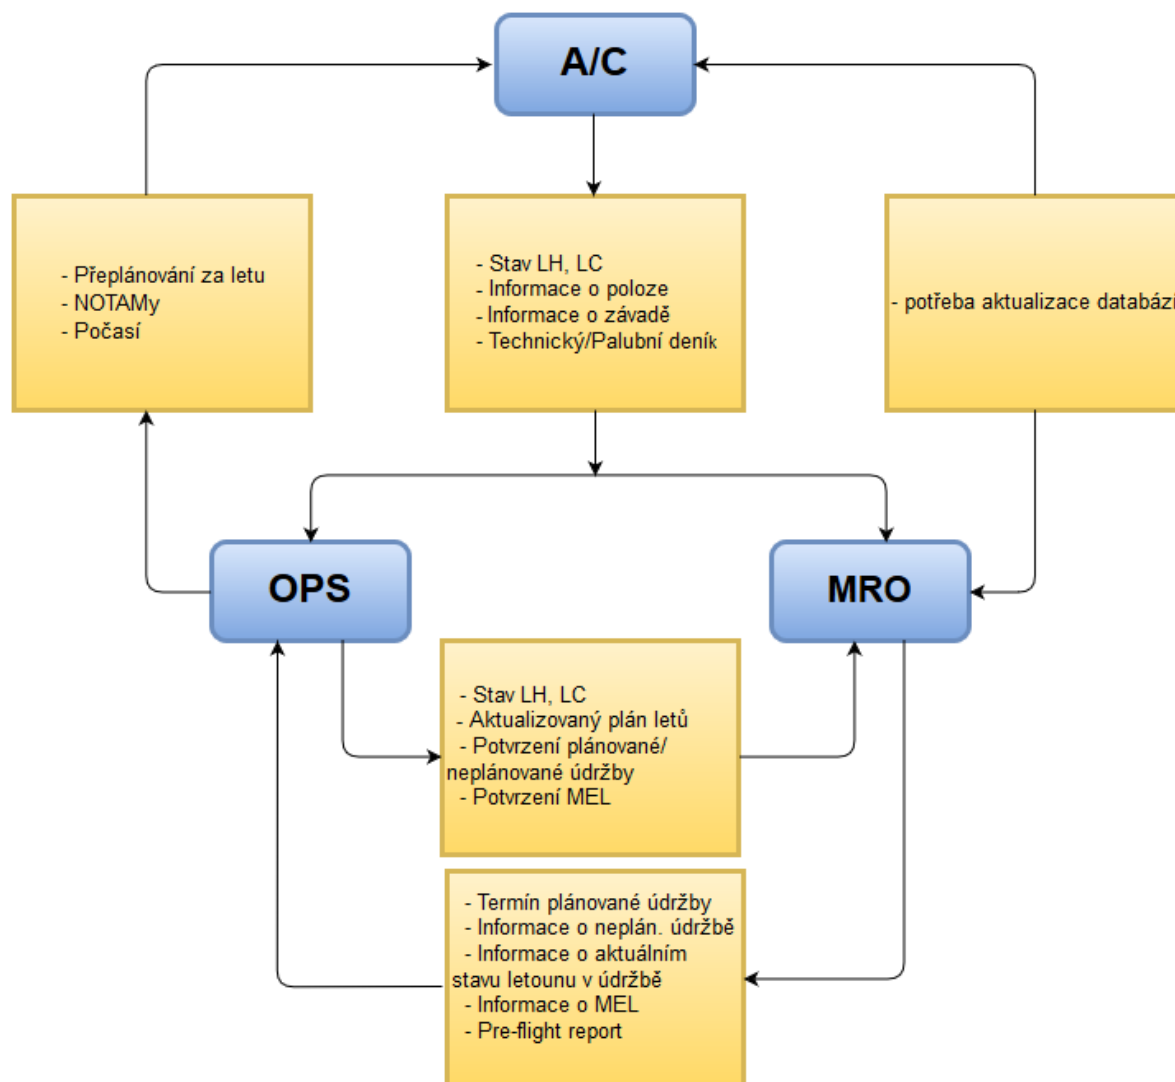 A/C
- Přeplánování za letu
- NOTAMy
- Počasí
- Stav LH, LC
- Informace o poloze
- Informace o závadě
- Technický/Palubní deník
- potřeba aktualizace databází
OPS
MRO
- Stav LH, LC
- Aktualizovaný plán letů
- Potvrzení plánované/
neplánované údržby
- Potvrzení MEL
- Termín plánované údržby
- Informace o neplán. údržbě
- Informace o aktuálním
stavu letounu v údržbě
- Informace o MEL
- Pre-flight report